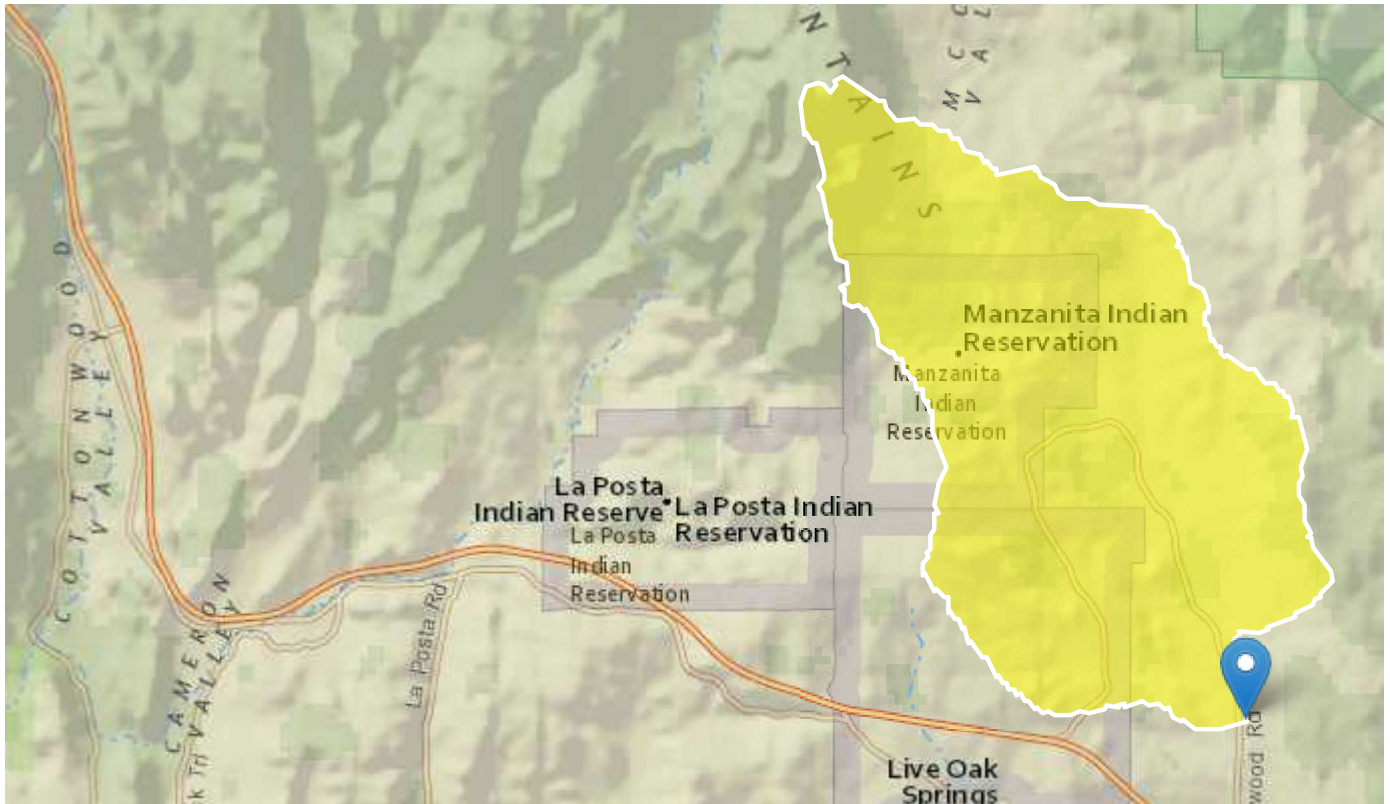 N T A I N S
M C C
V A L
Manzanita Indian
Reservation
Manzanita
Indian
Reservation
COTTONWOOD
VALLEY
La Posta
Indian Reserve
La Posta Indian
Reservation
La Posta
Indian
Reservation
La Posta Rd
CAMERON
VALLEY
k Trl
wood Rd
Live Oak
Springs